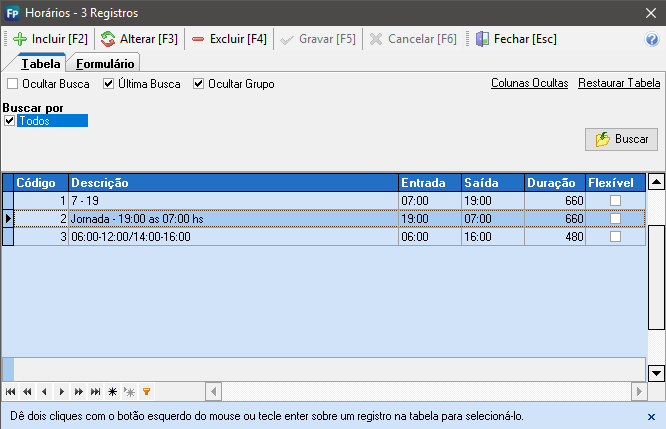 Fp Horários - 3 Registros
Incluir [F2] Alterar [F3] Excluir [F4] Gravar [F5] Cancelar [F6] Fechar [Esc] ?
Tabela Formulário
Ocultar Busca Última Busca Ocultar Grupo Colunas Ocultas Restaurar Tabela
Buscar por
Todos
Buscar
Código Descrição Entrada Saída Duração Flexível
1 7 - 19 07:00 19:00 660
2 Jornada - 19:00 as 07:00 hs 19:00 07:00 660
3 06:00-12:00/14:00-16:00 06:00 16:00 480
Dê dois cliques com o botão esquerdo do mouse ou tecle enter sobre um registro na tabela para selecioná-lo.